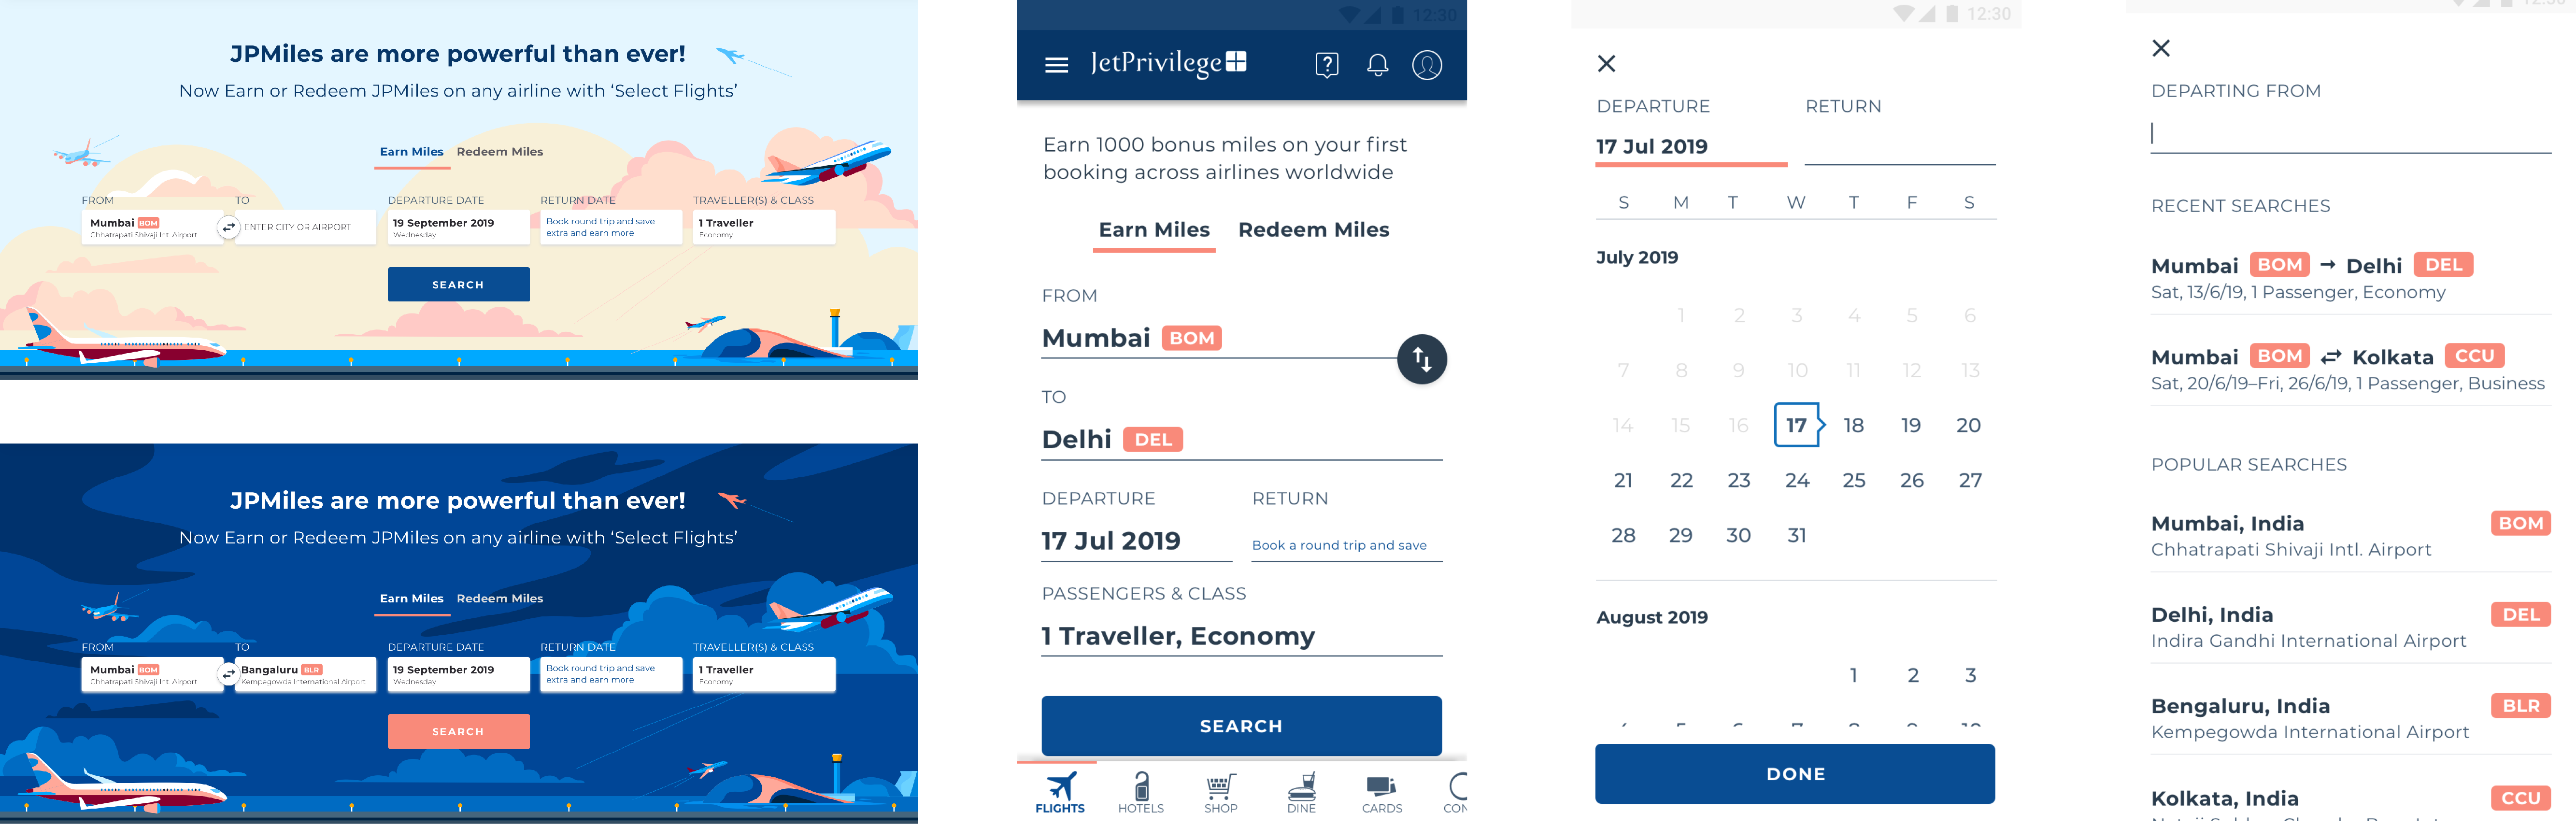 JPMiles are more powerful than ever!
Now Earn or Redeem JPMiles on any airline with ‘Select Flights’
Earn Miles Redeem Miles
FROM TO DEPARTURE DATE RETURN DATE TRAVELLER(S) & CLASS
Mumbai BOM ENTER CITY OR AIRPORT 19 September 2019 Book round trip and save 1 Traveller
Chhatrapati Shivaji Int. Airport Wednesday extra and earn more Economy
SEARCH
JPMiles are more powerful than ever!
Now Earn or Redeem JPMiles on any airline with ‘Select Flights’
Earn Miles Redeem Miles
FROM TO DEPARTURE DATE RETURN DATE TRAVELLER(S) & CLASS
Mumbai BOM Bangaluru BLR 19 September 2019 Book round trip and save 1 Traveller
Chhatrapati Shivaji Int. Airport Kempegowda International Airport Wednesday extra and earn more Economy
SEARCH
12:30
JetPrivilege
Earn 1000 bonus miles on your first
booking across airlines worldwide
Earn Miles Redeem Miles
FROM
Mumbai BOM
TO
Delhi DEL
DEPARTURE RETURN
17 Jul 2019 Book a round trip and save
PASSENGERS & CLASS
1 Traveller, Economy
SEARCH
FLIGHTS HOTELS SHOP DINE CARDS
12:30
DEPARTURE RETURN
17 Jul 2019
S M T W T F S
July 2019
1 2 3 4 5 6
7 8 9 10 11 12 13
14 15 16 17 18 19 20
21 22 23 24 25 26 27
28 29 30 31
August 2019
1 2 3
DONE
DEPARTING FROM
RECENT SEARCHES
Mumbai BOM → Delhi DEL
Sat, 13/6/19, 1 Passenger, Economy
Mumbai BOM ⇄ Kolkata CCU
Sat, 20/6/19–Fri, 26/6/19, 1 Passenger, Business
POPULAR SEARCHES
Mumbai, India BOM
Chhatrapati Shivaji Intl. Airport
Delhi, India DEL
Indira Gandhi International Airport
Bengaluru, India BLR
Kempegowda International Airport
Kolkata, India CCU